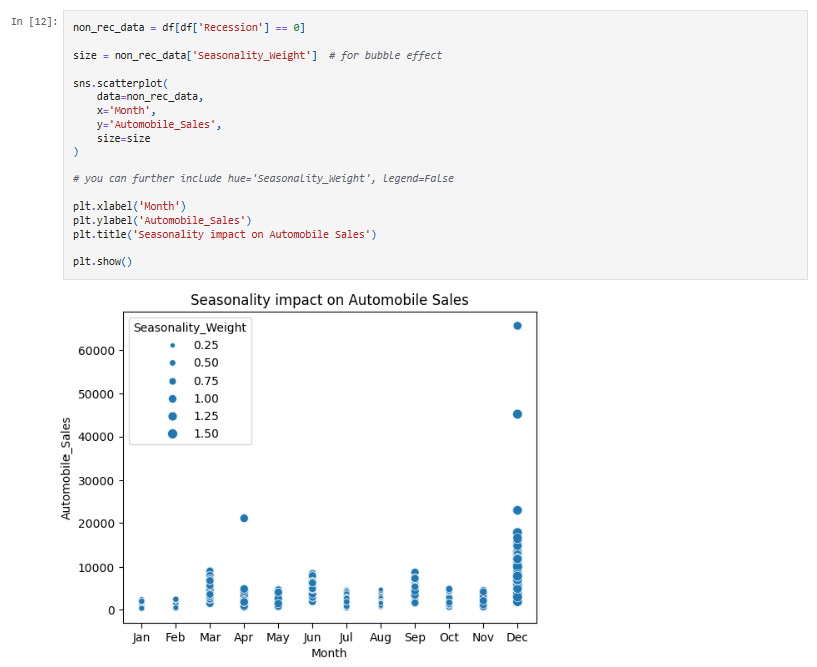 In [12]:
non_rec_data = df[df['Recession'] == 0]
size = non_rec_data['Seasonality_Weight']  # for bubble effect
sns.scatterplot(
    data=non_rec_data,
    x='Month',
    y='Automobile_Sales',
    size=size
)
# you can further include hue='Seasonality_Weight', legend=False
plt.xlabel('Month')
plt.ylabel('Automobile_Sales')
plt.title('Seasonality impact on Automobile Sales')
plt.show()
Seasonality impact on Automobile Sales
Seasonality_Weight
0.25
0.50
0.75
1.00
1.25
1.50
Automobile_Sales
60000
50000
40000
30000
20000
10000
0
Jan Feb Mar Apr May Jun Jul Aug Sep Oct Nov Dec
Month